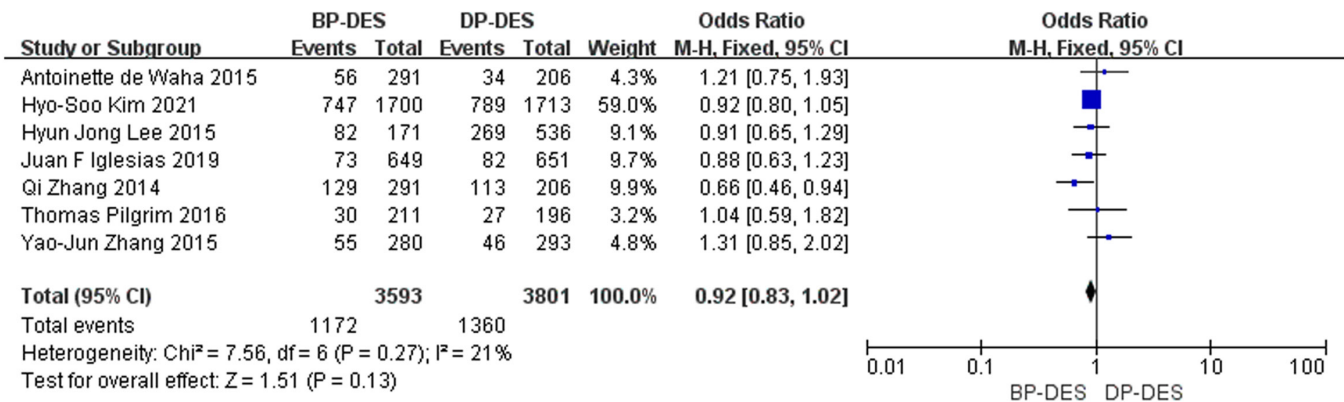 BP-DES DP-DES Odds Ratio Odds Ratio
Study or Subgroup Events Total Events Total Weight M-H, Fixed, 95% CI M-H, Fixed, 95% CI
Antoinette de Waha 2015 56 291 34 206 4.3% 1.21 [0.75, 1.93]
Hyo-Soo Kim 2021 747 1700 789 1713 59.0% 0.92 [0.80, 1.05]
Hyun Jong Lee 2015 82 171 269 536 9.1% 0.91 [0.65, 1.29]
Juan F Iglesias 2019 73 649 82 651 9.7% 0.88 [0.63, 1.23]
Qi Zhang 2014 129 291 113 206 9.9% 0.66 [0.46, 0.94]
Thomas Pilgrim 2016 30 211 27 196 3.2% 1.04 [0.59, 1.82]
Yao-Jun Zhang 2015 55 280 46 293 4.8% 1.31 [0.85, 2.02]
Total (95% CI) 3593 3801 100.0% 0.92 [0.83, 1.02]
Total events 1172 1360
Heterogeneity: Chi² = 7.56, df = 6 (P = 0.27); I² = 21%
Test for overall effect: Z = 1.51 (P = 0.13)
0.01 0.1 1 10 100
BP-DES DP-DES